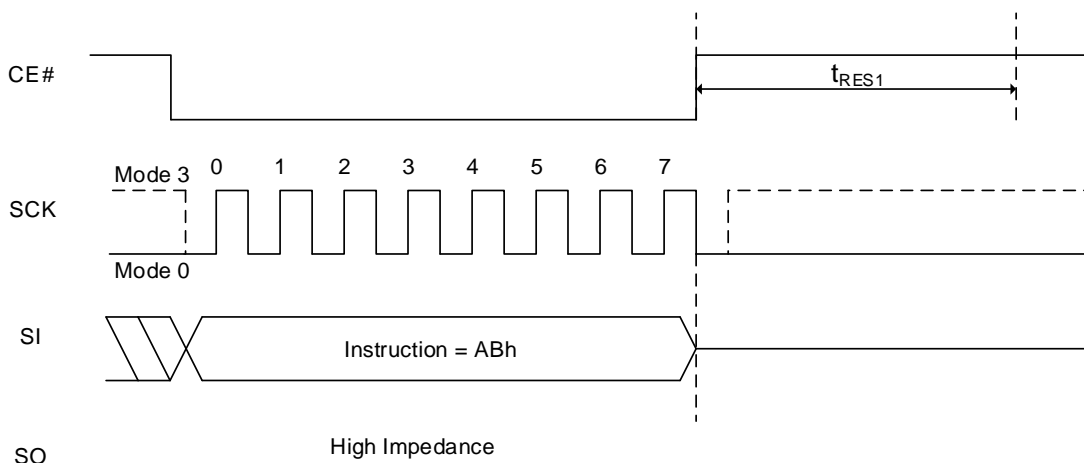 CE#
tRES1
Mode 3
0 1 2 3 4 5 6 7
SCK
Mode 0
SI
Instruction = ABh
High Impedance
SO